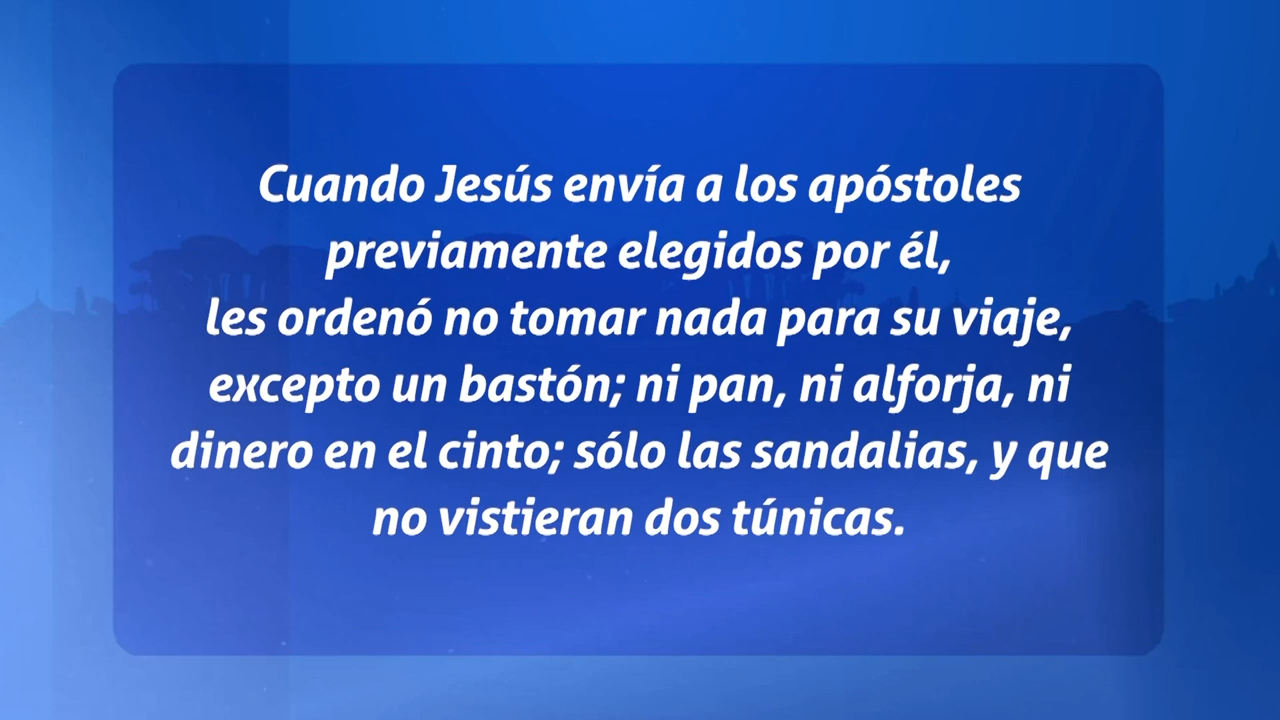 Cuando Jesús envía a los apóstoles
previamente elegidos por él,
les ordenó no tomar nada para su viaje,
excepto un bastón; ni pan, ni alforja, ni
dinero en el cinto; sólo las sandalias, y que
no vistieran dos túnicas.